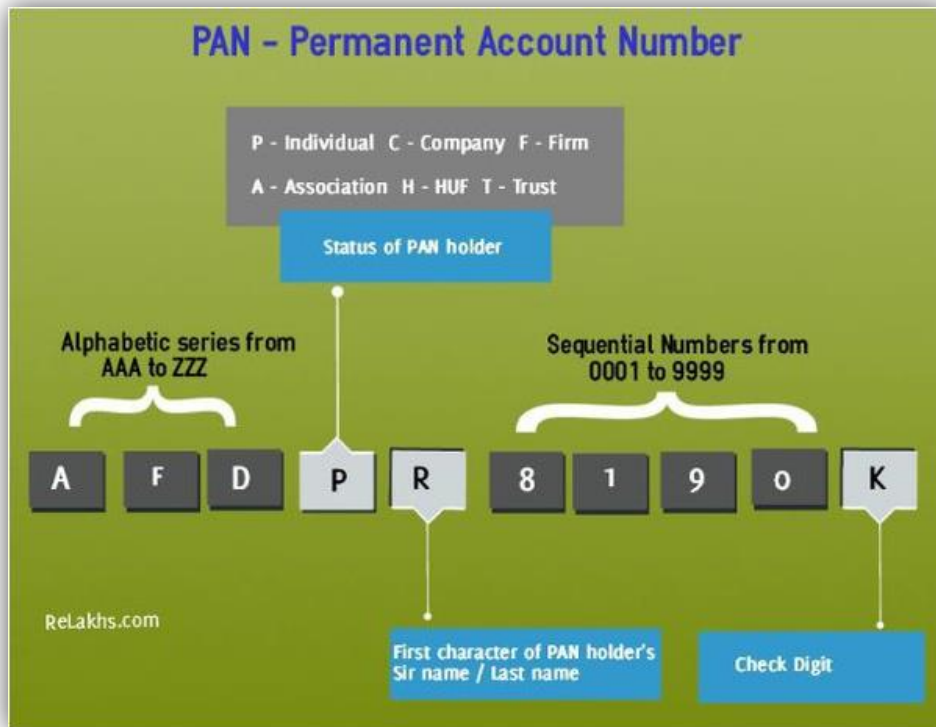 PAN - Permanent Account Number
P - Individual C - Company F - Firm
A - Association H - HUF T - Trust
Status of PAN holder
Alphabetic series from
AAA to ZZZ
Sequential Numbers from
0001 to 9999
A F D P R 8 1 9 0 K
ReLakhs.com
First character of PAN holder's
Sir name / Last name
Check Digit